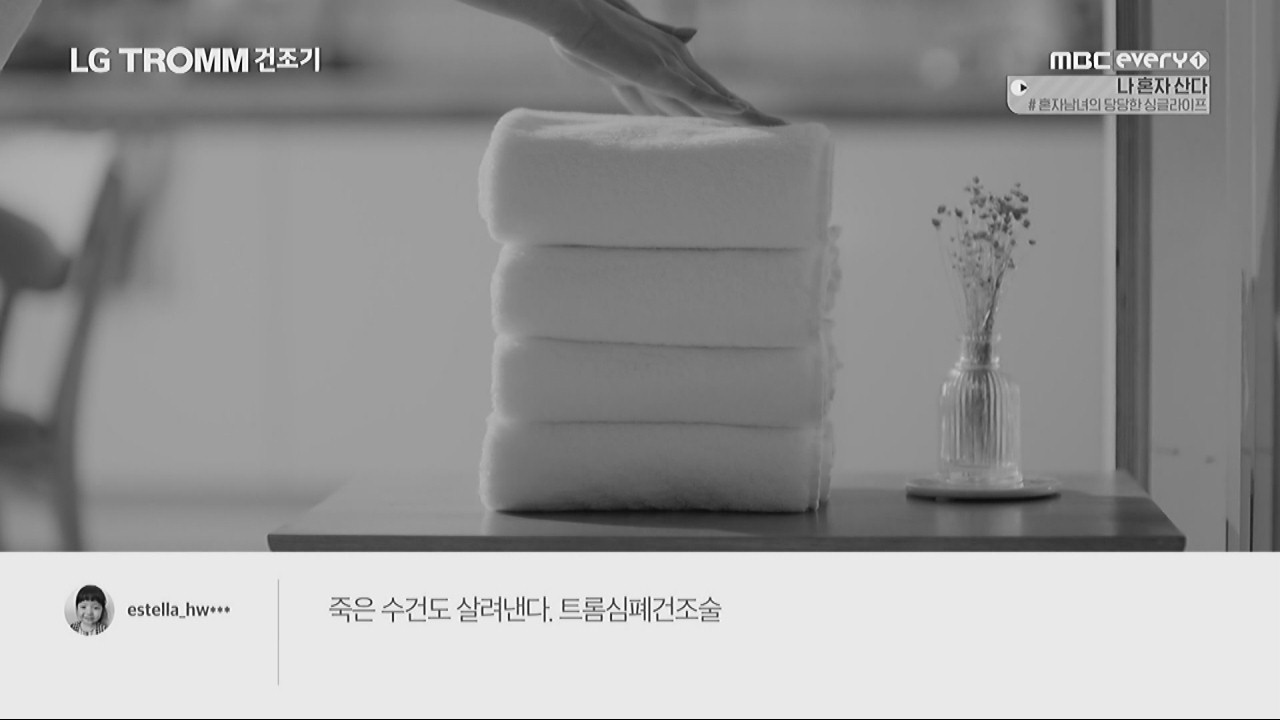 LG TROMM 건조기
MBC every1
나 혼자 산다
# 혼자남녀의 당당한 싱글라이프
estella_hw***
죽은 수건도 살려낸다. 트롬심폐건조술